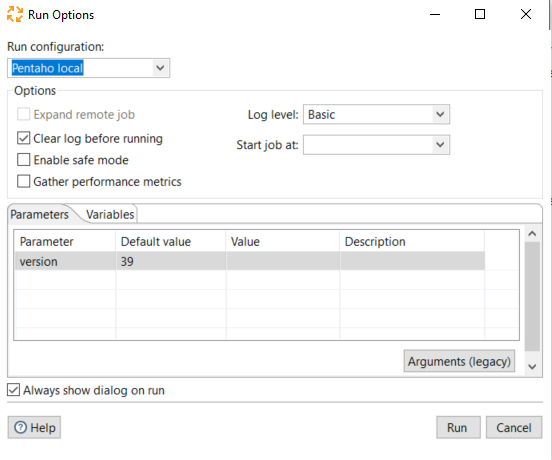 Run Options
Run configuration:
Pentaho local
Options
Expand remote job
Log level: Basic
Clear log before running
Start job at:
Enable safe mode
Gather performance metrics
Parameters Variables
Parameter Default value Value Description
version 39
Arguments (legacy)
Always show dialog on run
Help Run Cancel